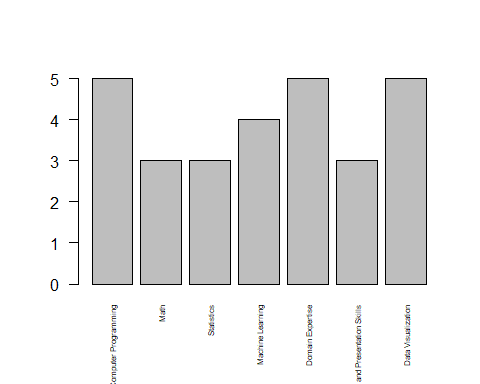 5
4
3
2
1
0
Computer Programming
Math
Statistics
Machine Learning
Domain Expertise
and Presentation Skills
Data Visualization